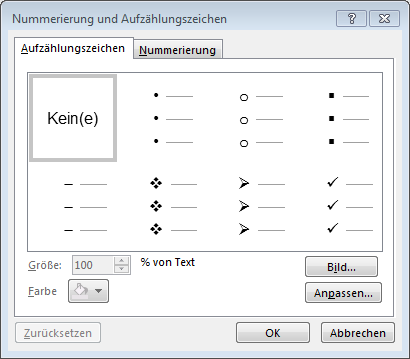 Nummerierung und Aufzählungszeichen
Aufzählungszeichen Nummerierung
Kein(e)
Größe: 100 % von Text
Bild...
Farbe
Anpassen...
Zurücksetzen OK Abbrechen